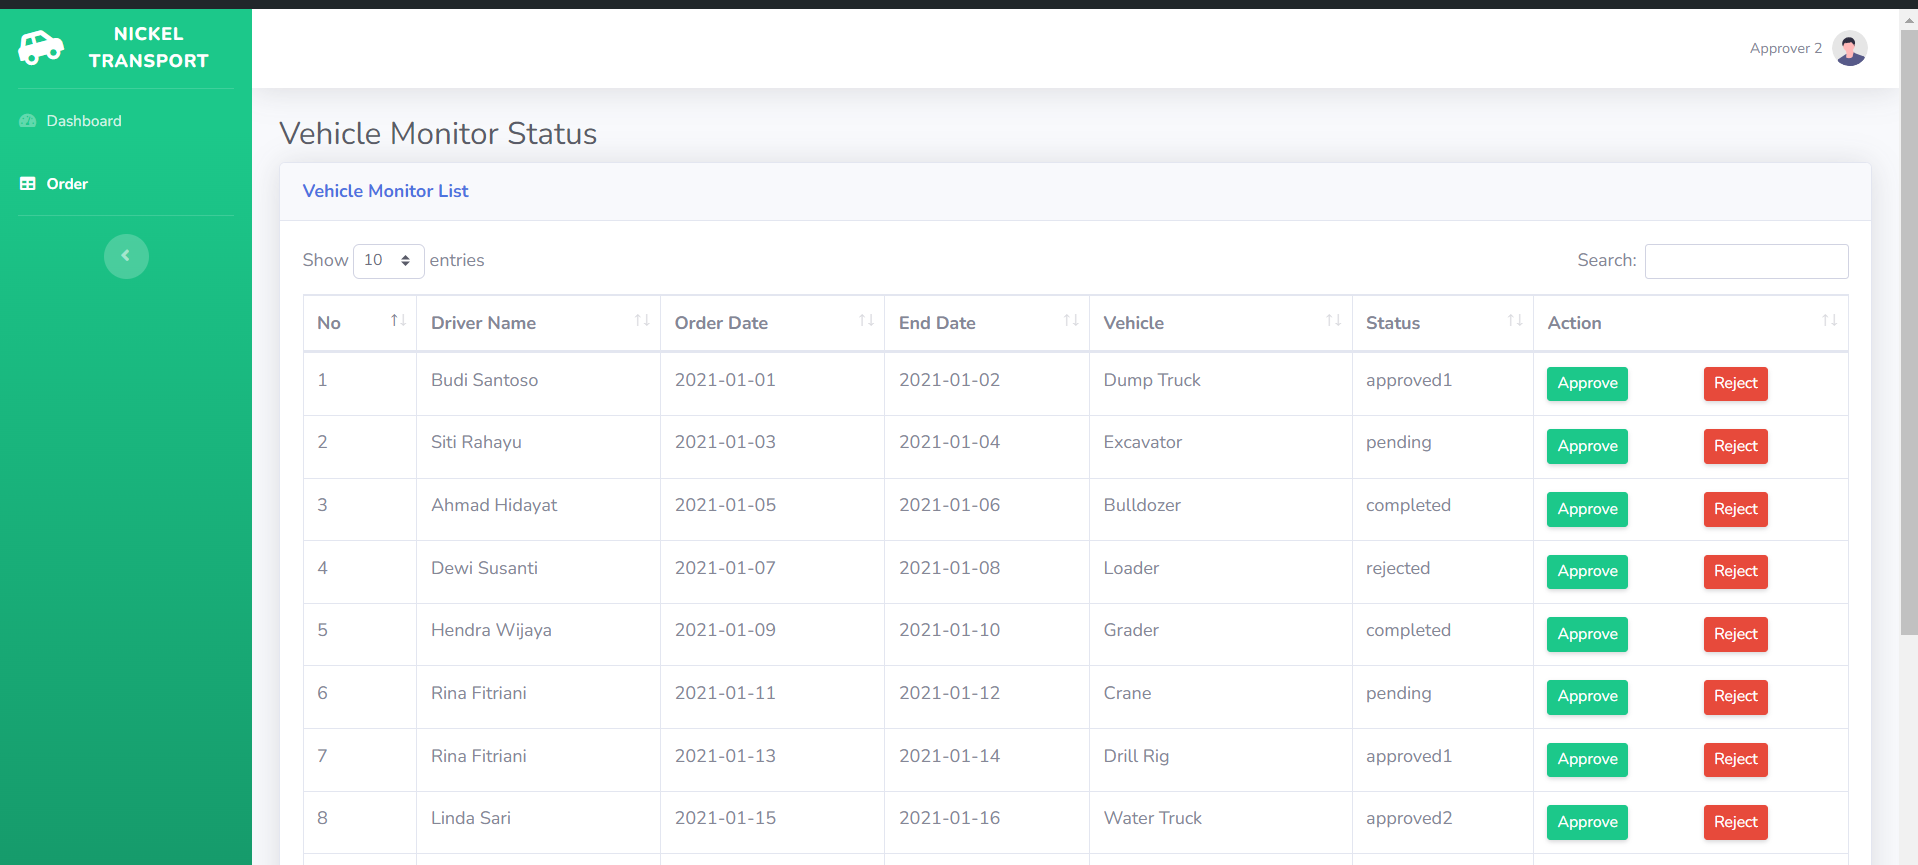 NICKEL
TRANSPORT
Approver 2
Dashboard
Order
Vehicle Monitor Status
Vehicle Monitor List
Show 10 entries
Search:
No Driver Name Order Date End Date Vehicle Status Action
1 Budi Santoso 2021-01-01 2021-01-02 Dump Truck approved1 Approve Reject
2 Siti Rahayu 2021-01-03 2021-01-04 Excavator pending Approve Reject
3 Ahmad Hidayat 2021-01-05 2021-01-06 Bulldozer completed Approve Reject
4 Dewi Susanti 2021-01-07 2021-01-08 Loader rejected Approve Reject
5 Hendra Wijaya 2021-01-09 2021-01-10 Grader completed Approve Reject
6 Rina Fitriani 2021-01-11 2021-01-12 Crane pending Approve Reject
7 Rina Fitriani 2021-01-13 2021-01-14 Drill Rig approved1 Approve Reject
8 Linda Sari 2021-01-15 2021-01-16 Water Truck approved2 Approve Reject